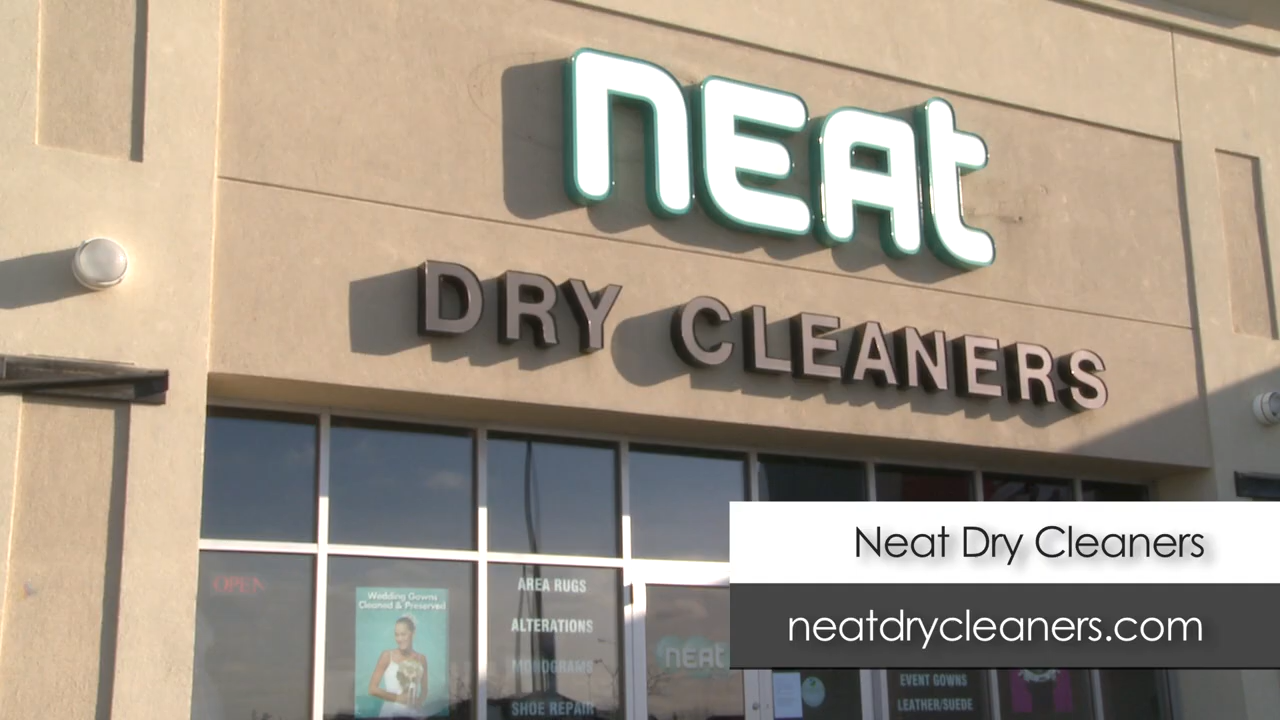 neat
DRY CLEANERS
OPEN
Wedding Gowns
Cleaned & Preserved
AREA RUGS
ALTERATIONS
MONOGRAMS
SHOE REPAIR
neat
EVENT GOWNS
LEATHER/SUEDE
Neat Dry Cleaners
neatdrycleaners.com